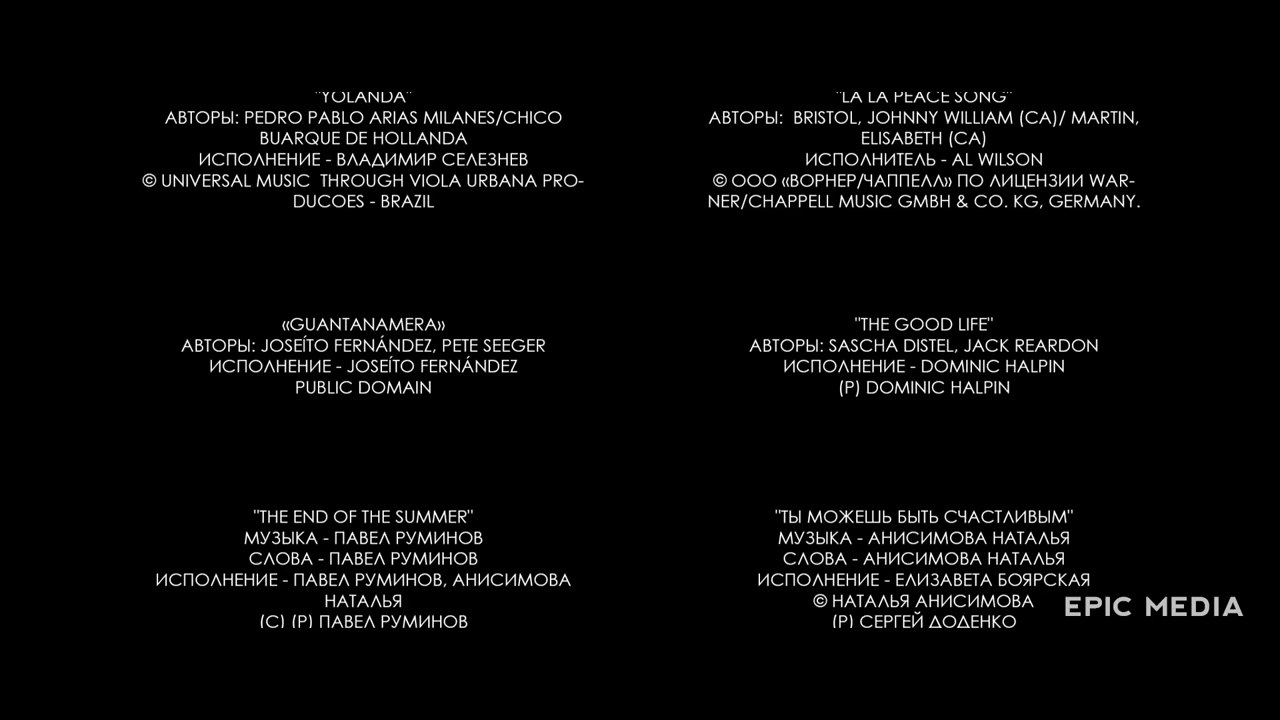 "YOLANDA"
АВТОРЫ: PEDRO PABLO ARIAS MILANES/CHICO
BUARQUE DE HOLLANDA
ИСПОЛНЕНИЕ - ВЛАДИМИР СЕЛЕЗНЕВ
© UNIVERSAL MUSIC THROUGH VIOLA URBANA PRO-
DUCOES - BRAZIL
"LA LA PEACE SONG"
АВТОРЫ: BRISTOL, JOHNNY WILLIAM (CA)/ MARTIN,
ELISABETH (CA)
ИСПОЛНИТЕЛЬ - AL WILSON
© ООО «ВОРНЕР/ЧАППЕЛЛ» ПО ЛИЦЕНЗИИ WAR-
NER/CHAPPELL MUSIC GMBH & CO. KG, GERMANY.
«GUANTANAMERA»
АВТОРЫ: JOSEÍTO FERNÁNDEZ, PETE SEEGER
ИСПОЛНЕНИЕ - JOSEÍTO FERNÁNDEZ
PUBLIC DOMAIN
"THE GOOD LIFE"
АВТОРЫ: SASCHA DISTEL, JACK REARDON
ИСПОЛНЕНИЕ - DOMINIC HALPIN
(P) DOMINIC HALPIN
"THE END OF THE SUMMER"
МУЗЫКА - ПАВЕЛ РУМИНОВ
СЛОВА - ПАВЕЛ РУМИНОВ
ИСПОЛНЕНИЕ - ПАВЕЛ РУМИНОВ, АНИСИМОВА
НАТАЛЬЯ
(C) (P) ПАВЕЛ РУМИНОВ
"ТЫ МОЖЕШЬ БЫТЬ СЧАСТЛИВЫМ"
МУЗЫКА - АНИСИМОВА НАТАЛЬЯ
СЛОВА - АНИСИМОВА НАТАЛЬЯ
ИСПОЛНЕНИЕ - ЕЛИЗАВЕТА БОЯРСКАЯ
© НАТАЛЬЯ АНИСИМОВА
(P) СЕРГЕЙ ДОДЕНКО
EPIC MEDIA